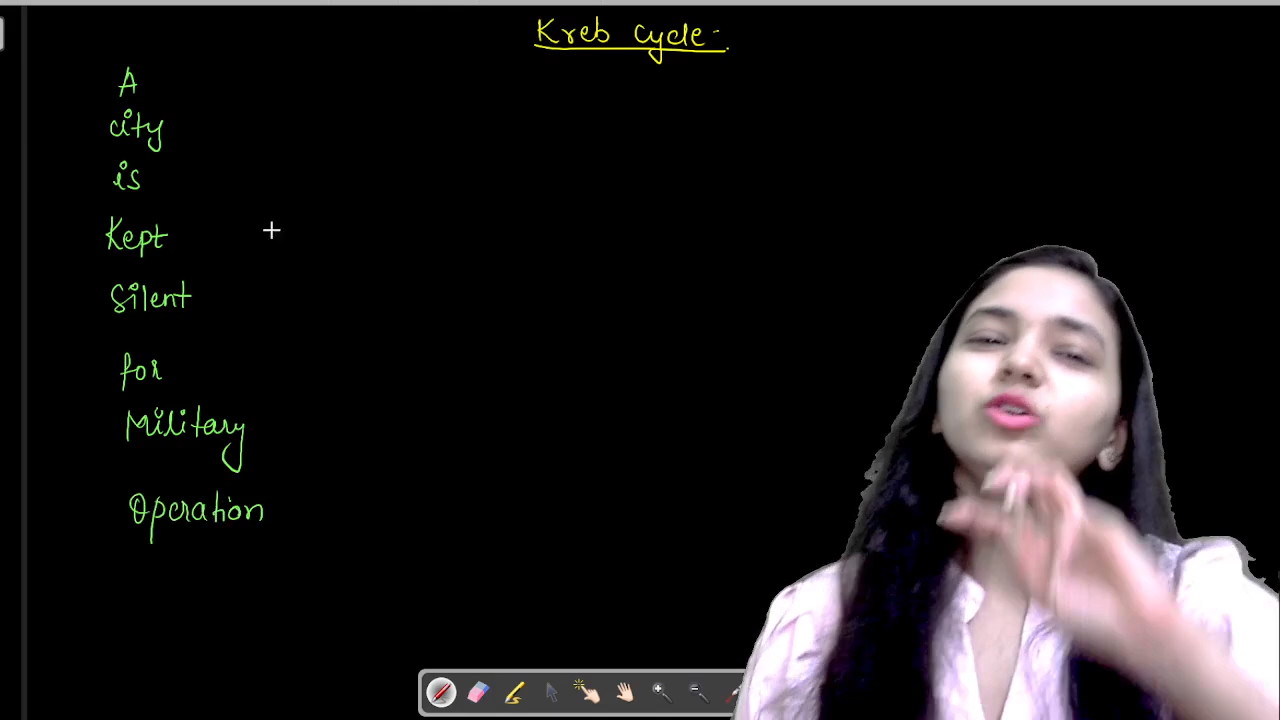 Kreb Cycle:-
A
city
is
Kept
Silent
for
Military
Operation